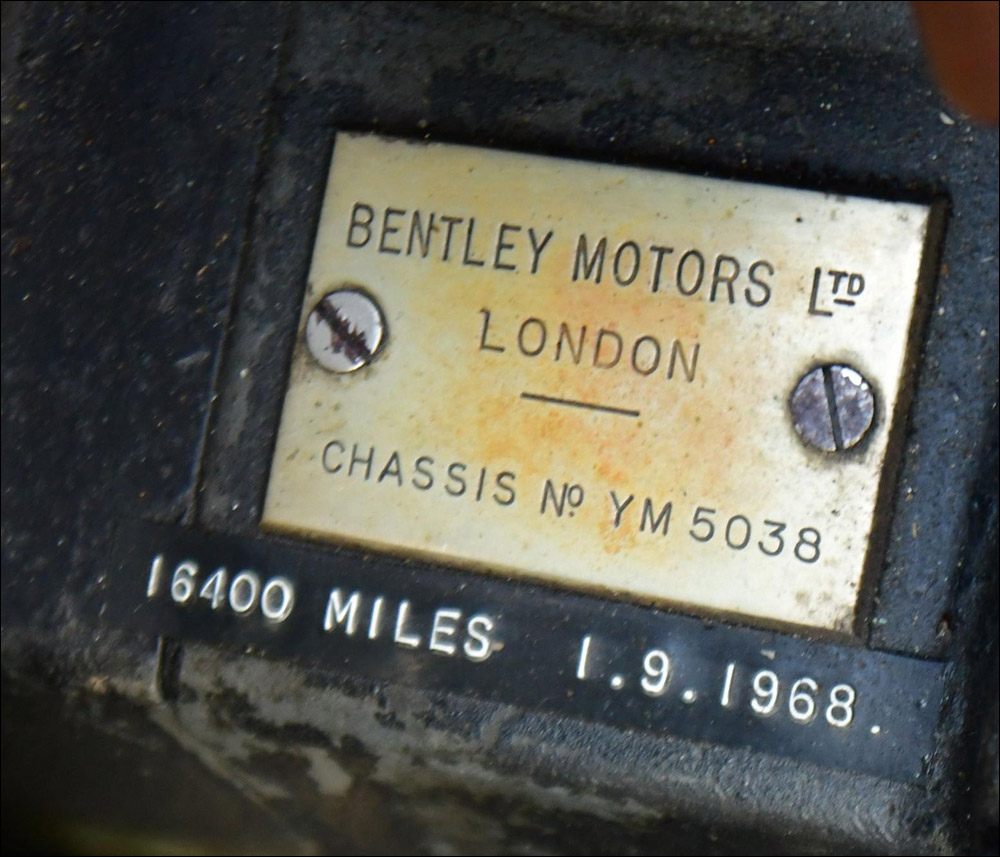 BENTLEY MOTORS LTD
LONDON
CHASSIS Nº YM 5038
16400 MILES 1.9.1968.